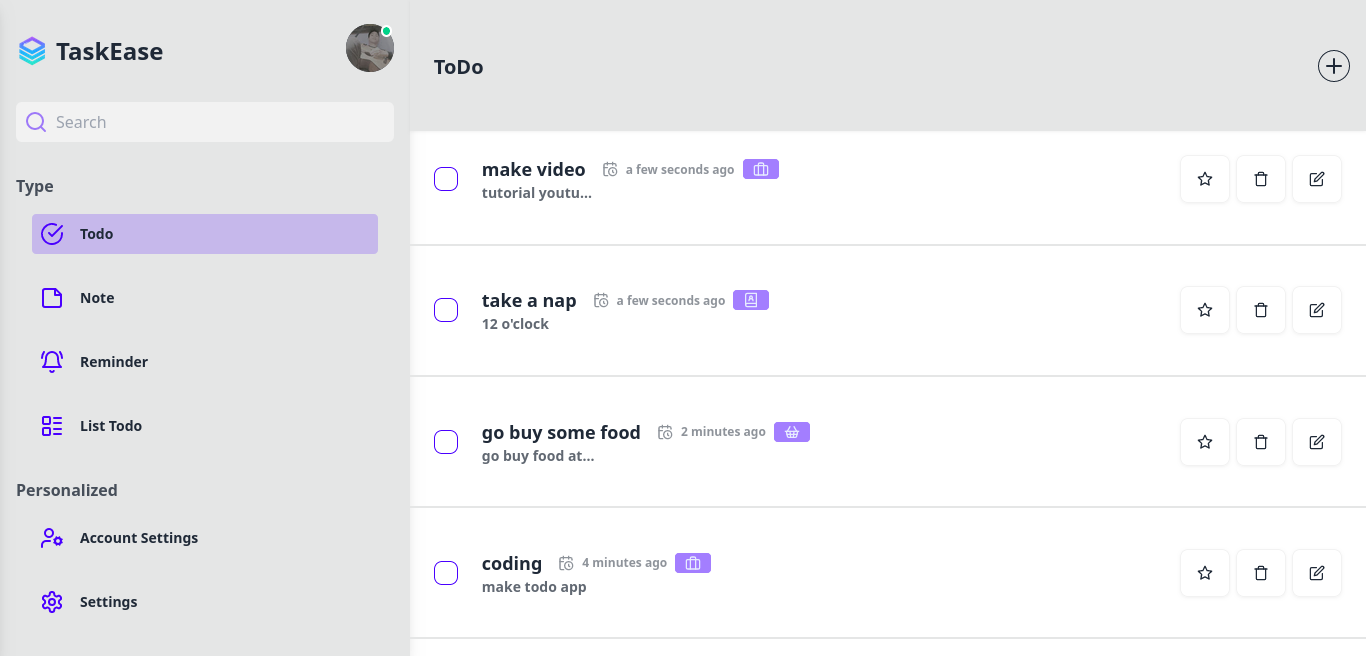 TaskEase
Search
Type
Todo
Note
Reminder
List Todo
Personalized
Account Settings
Settings
ToDo
make video a few seconds ago
tutorial youtu...
take a nap a few seconds ago
12 o'clock
go buy some food 2 minutes ago
go buy food at...
coding 4 minutes ago
make todo app